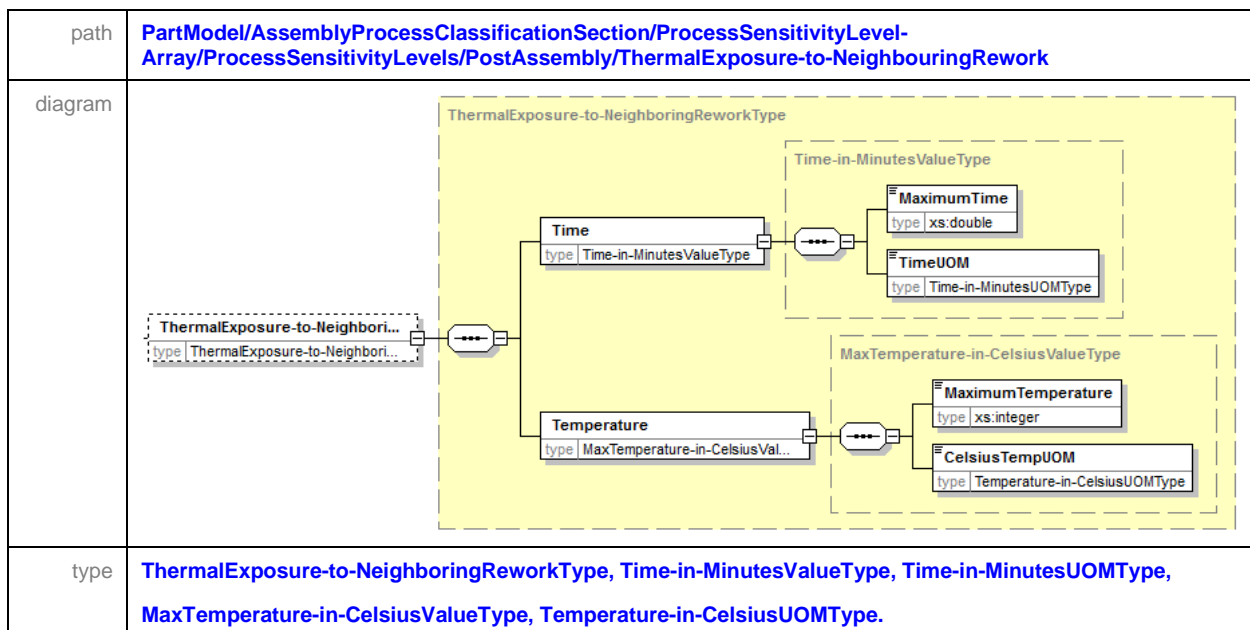 path
PartModel/AssemblyProcessClassificationSection/ProcessSensitivityLevel-
Array/ProcessSensitivityLevels/PostAssembly/ThermalExposure-to-NeighbouringRework
diagram
ThermalExposure-to-NeighboringReworkType
Time-in-MinutesValueType
MaximumTime
type xs:double
Time
type Time-in-MinutesValueType
TimeUOM
type Time-in-MinutesUOMType
ThermalExposure-to-Neighbori...
type ThermalExposure-to-Neighbori...
MaxTemperature-in-CelsiusValueType
MaximumTemperature
type xs:integer
Temperature
type MaxTemperature-in-CelsiusVal...
CelsiusTempUOM
type Temperature-in-CelsiusUOMType
type
ThermalExposure-to-NeighboringReworkType, Time-in-MinutesValueType, Time-in-MinutesUOMType,
MaxTemperature-in-CelsiusValueType, Temperature-in-CelsiusUOMType.